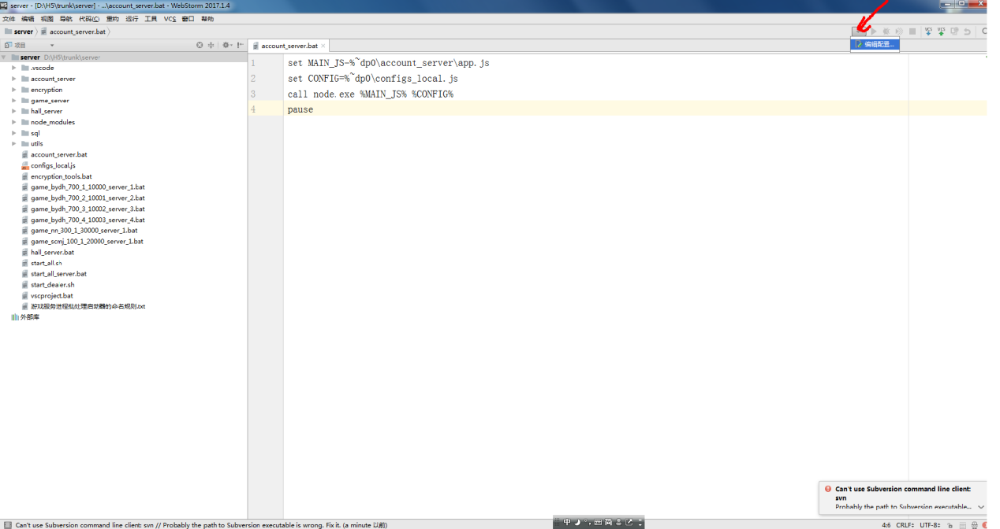 server - [D:\H5\trunk\server] - ...\account_server.bat - WebStorm 2017.1.4
文件 编辑 视图 导航 代码(C) 重构 运行 工具 VCS 窗口 帮助
server account_server.bat
编辑配置...
项目
account_server.bat
server D:\H5\trunk\server
.vscode
account_server
encryption
game_server
hall_server
node_modules
sql
utils
account_server.bat
configs_local.js
encryption_tools.bat
game_bydh_700_1_10000_server_1.bat
game_bydh_700_2_10001_server_2.bat
game_bydh_700_3_10002_server_3.bat
game_bydh_700_4_10003_server_4.bat
game_nn_300_1_30000_server_1.bat
game_scmj_100_1_20000_server_1.bat
hall_server.bat
start_all.sh
start_all_server.bat
start_dealer.sh
vscproject.bat
游戏服务进程批处理启动器的命名规则.txt
外部库
1 set MAIN_JS=%~dp0\account_server\app.js
2 set CONFIG=%~dp0\configs_local.js
3 call node.exe %MAIN_JS% %CONFIG%
4 pause
Can't use Subversion command line client:
svn
Probably the path to Subversion executable...
中 简
Can't use Subversion command line client: svn // Probably the path to Subversion executable is wrong. Fix it. (a minute 以前)
4:6 CRLF÷ UTF-8÷